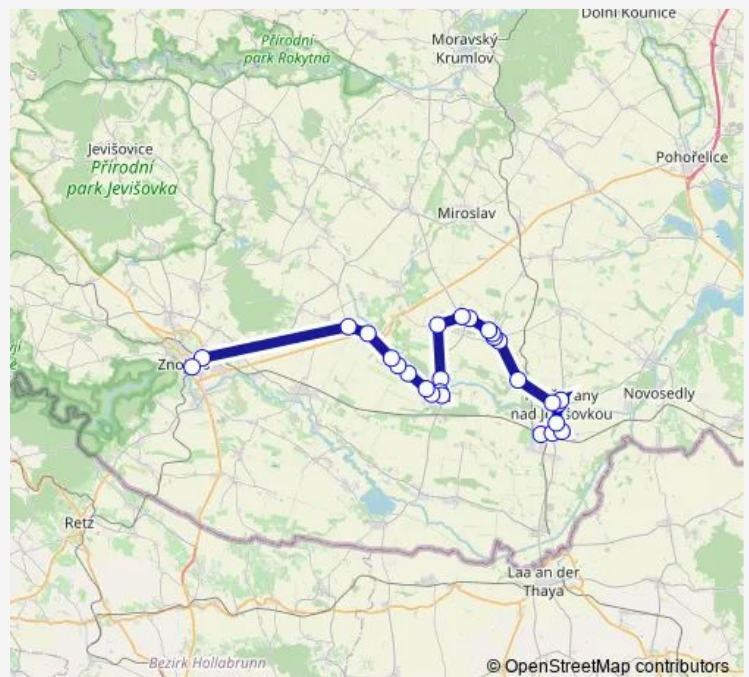 Dolní Kounice
Přírodní
park Rokytná
Moravský
Krumlov
Jevišovice
Přírodní
park Jevišovka
Pohořelice
Miroslav
Novosedly
nad
Retz
Laa an der
Thaya
Bezirk Hollabrunn
© OpenStreetMap contributors